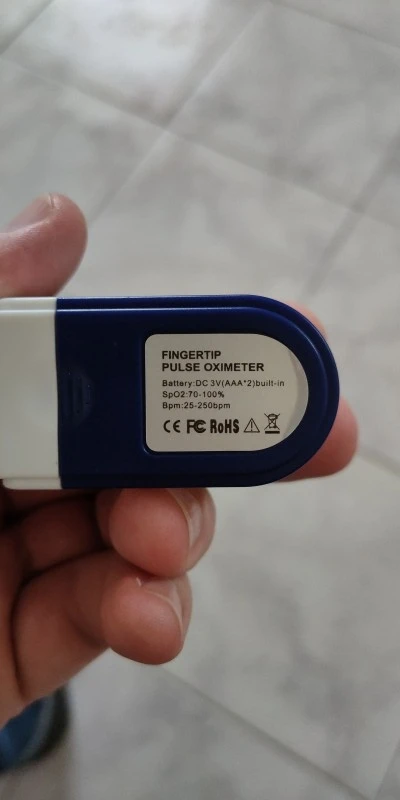 FINGERTIP
PULSE OXIMETER
Battery:DC 3V(AAA*2)built-in
SpO2:70-100%
Bpm:25-250bpm
CE FC RoHS